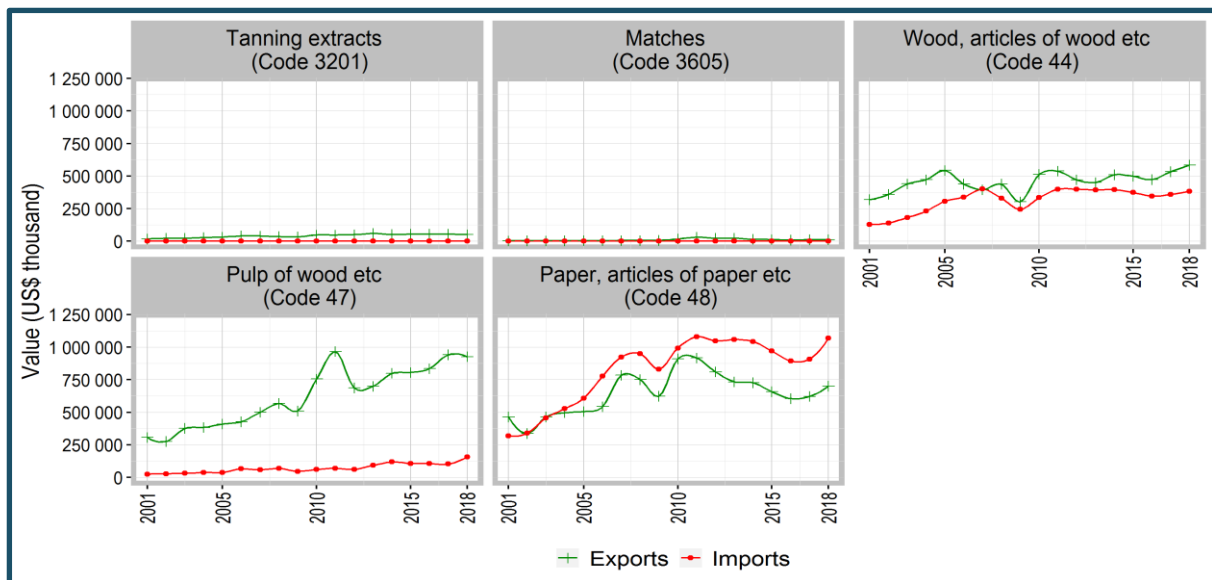 Tanning extracts
(Code 3201)
Matches
(Code 3605)
Wood, articles of wood etc
(Code 44)
1 250 000
1 000 000
750 000
500 000
250 000
0
2001
2005
2010
2015
2018
Pulp of wood etc
(Code 47)
Paper, articles of paper etc
(Code 48)
Value (US$ thousand)
1 250 000
1 000 000
750 000
500 000
250 000
0
2001
2005
2010
2015
2018
2001
2005
2010
2015
2018
Exports
Imports